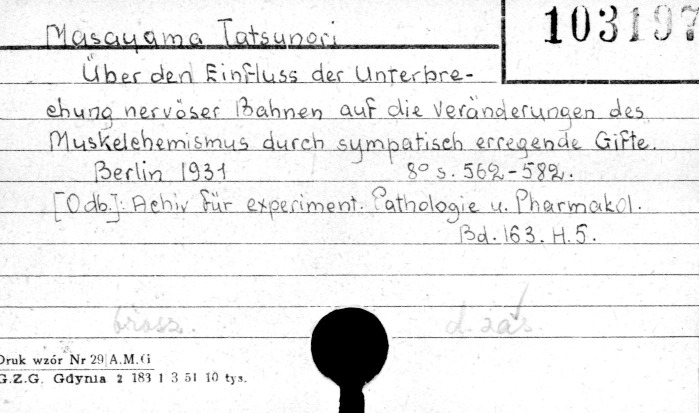 Masayama Tatsunori
103197
Über den Einfluss der Unterbre-
chung nervöser Bahnen auf die Veränderungen des
Muskelchemismus durch sympatisch erregende Gifte.
Berlin 1931 8° s. 562-582.
[Odb.]: Achiv für experiment. Pathologie u. Pharmakol.
Bd. 163. H. 5.
brosz. d. zas
Druk wzór Nr 29 A.M.G
G.Z.G. Gdynia z 183 1 3 51 10 tys.